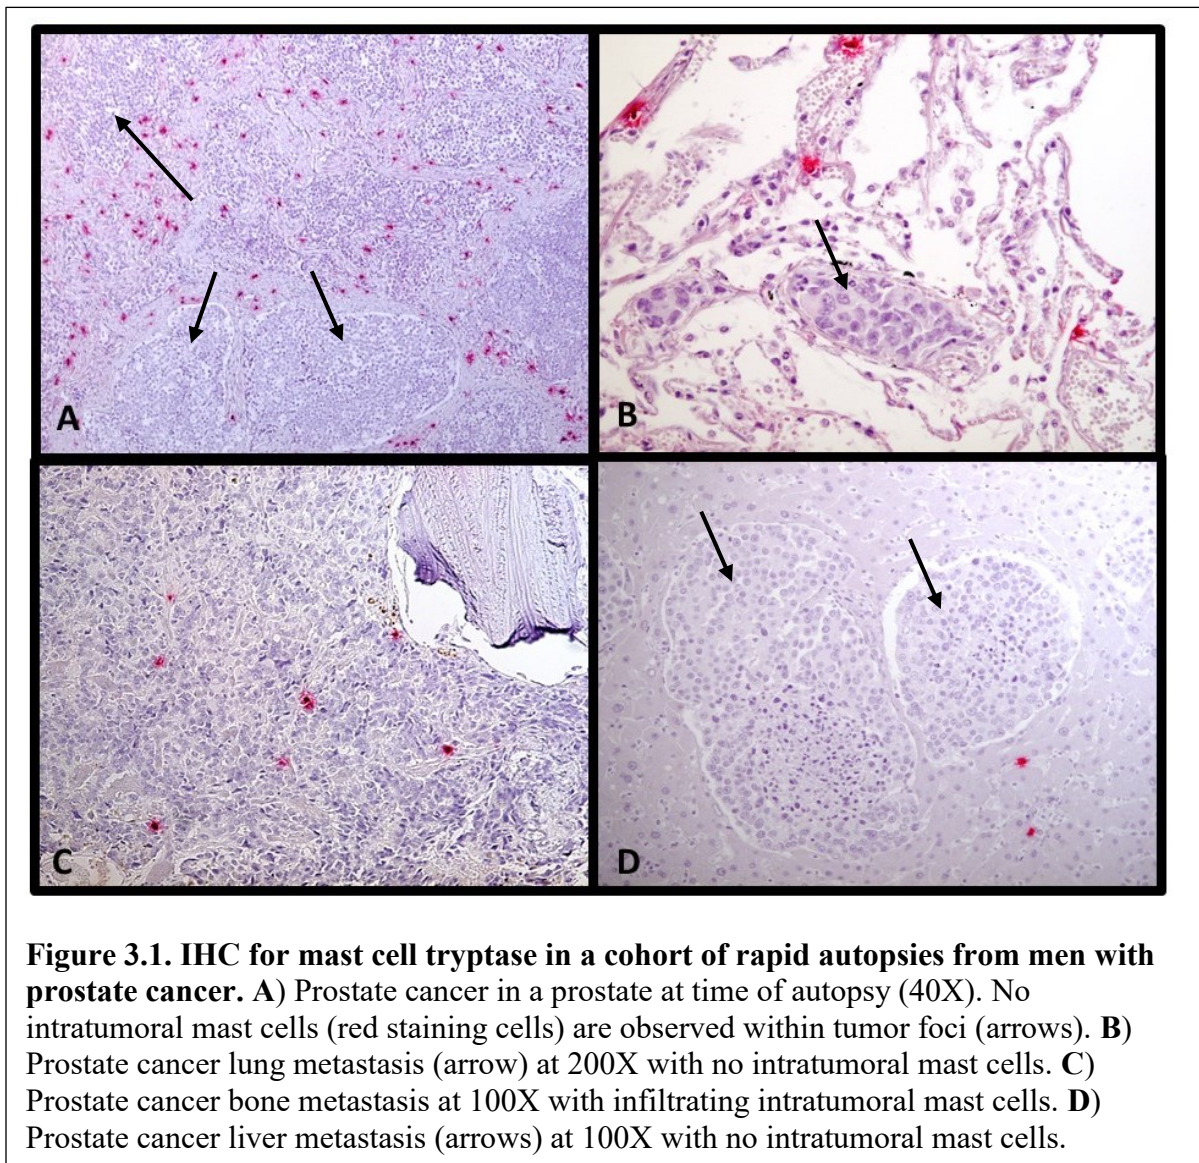 A
B
C
D
Figure 3.1. IHC for mast cell tryptase in a cohort of rapid autopsies from men with
prostate cancer. A) Prostate cancer in a prostate at time of autopsy (40X). No
intratumoral mast cells (red staining cells) are observed within tumor foci (arrows). B)
Prostate cancer lung metastasis (arrow) at 200X with no intratumoral mast cells. C)
Prostate cancer bone metastasis at 100X with infiltrating intratumoral mast cells. D)
Prostate cancer liver metastasis (arrows) at 100X with no intratumoral mast cells.